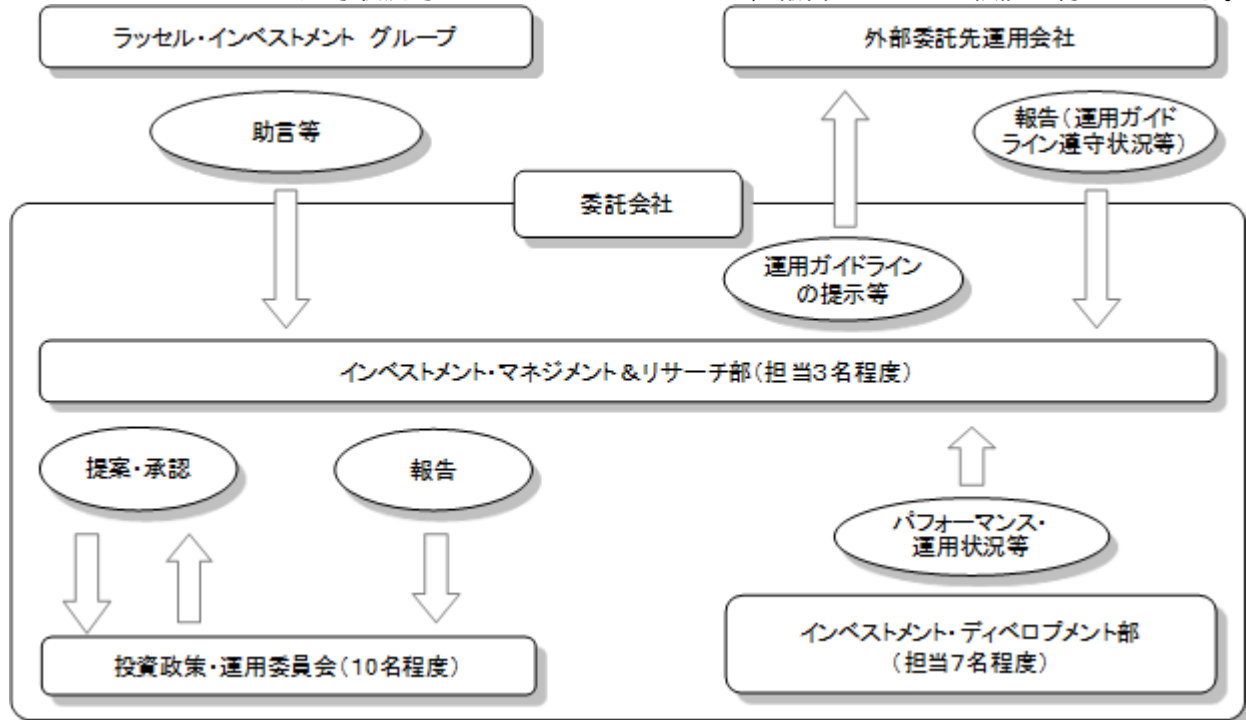 ラッセル・インベストメント グループ
外部委託先運用会社
助言等
報告(運用ガイド
ライン遵守状況等)
委託会社
運用ガイドライン
の提示等
インベストメント・マネジメント&リサーチ部(担当3名程度)
提案・承認
報告
パフォーマンス・
運用状況等
投資政策・運用委員会(10名程度)
インベストメント・ディベロプメント部
(担当7名程度)